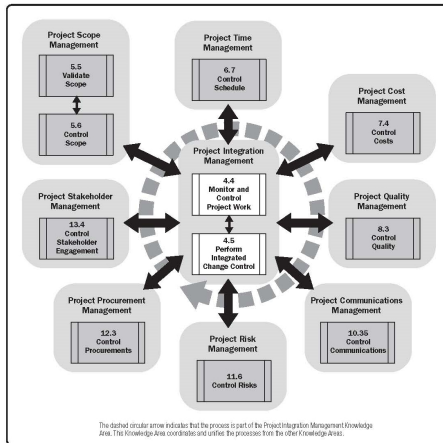 Project Scope
Management
5.5
Validate
Scope
5.6
Control
Scope
Project Time
Management
6.7
Control
Schedule
Project Cost
Management
7.4
Control
Costs
Project Integration
Management
4.4
Monitor and
Control
Project Work
4.5
Perform
Integrated
Change Control
Project Stakeholder
Management
13.4
Control
Stakeholder
Engagement
Project Quality
Management
8.3
Control
Quality
Project Procurement
Management
12.3
Control
Procurements
Project Risk
Management
11.6
Control Risks
Project Communications
Management
10.35
Control
Communications
The dashed circular arrow indicates that the process is part of the Project Integration Management Knowledge
Area. This Knowledge Area coordinates and unifies the processes from the other Knowledge Areas.